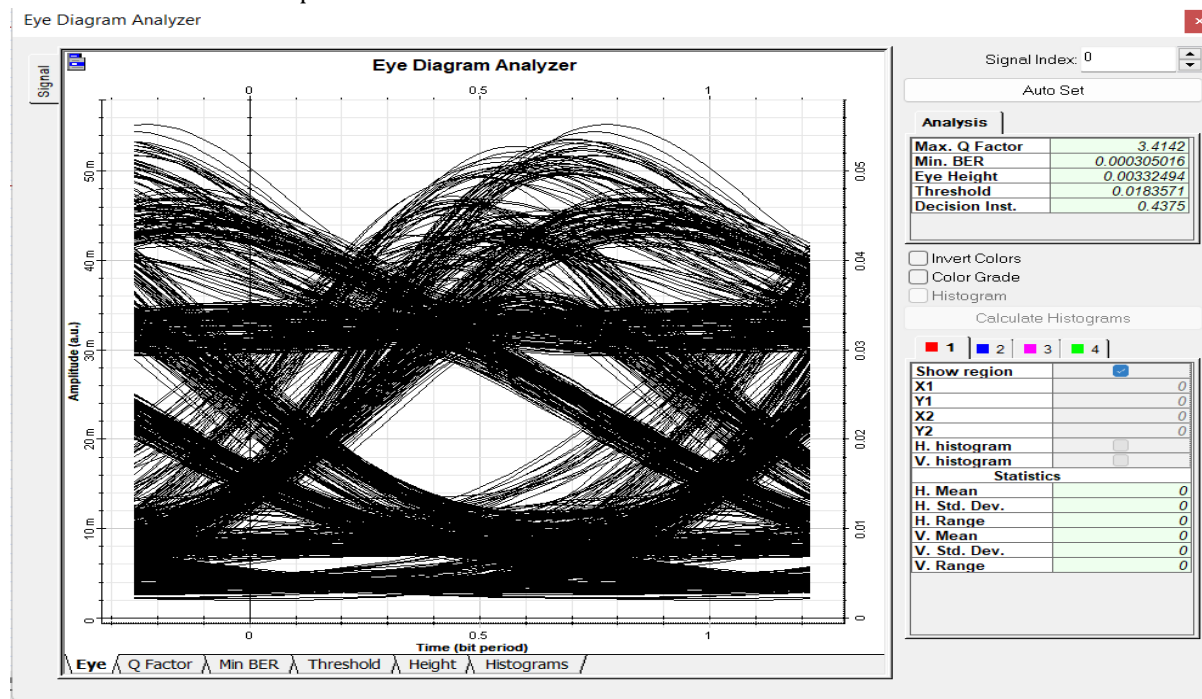 Eye Diagram Analyzer
Signal
Eye Diagram Analyzer
0 0.5 1
50 m
40 m
30 m
20 m
10 m
0
Amplitude (a.u.)
0.05
0.04
0.03
0.02
0.01
0
0 0.5 1
Time (bit period)
Eye Q Factor Min BER Threshold Height Histograms
Signal Index: 0
Auto Set
Analysis
Max. Q Factor 3.4142
Min. BER 0.000305016
Eye Height 0.00332494
Threshold 0.0183571
Decision Inst. 0.4375
Invert Colors
Color Grade
Histogram
Calculate Histograms
1 2 3 4
Show region
X1 0
Y1 0
X2 0
Y2 0
H. histogram
V. histogram
Statistics
H. Mean 0
H. Std. Dev. 0
H. Range 0
V. Mean 0
V. Std. Dev. 0
V. Range 0